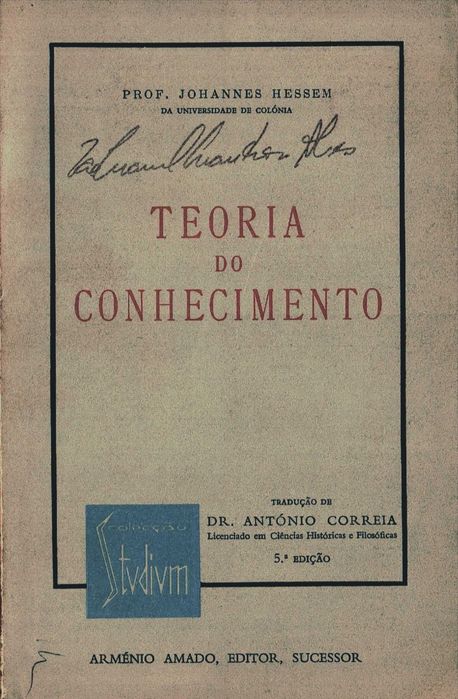 PROF. JOHANNES HESSEM
DA UNIVERSIDADE DE COLÓNIA
TEORIA
DO
CONHECIMENTO
TRADUÇÃO DE
DR. ANTÓNIO CORREIA
Licenciado em Ciências Históricas e Filosóficas
5.ª EDIÇÃO
colecção
Stvdivm
ARMÉNIO AMADO, EDITOR, SUCESSOR